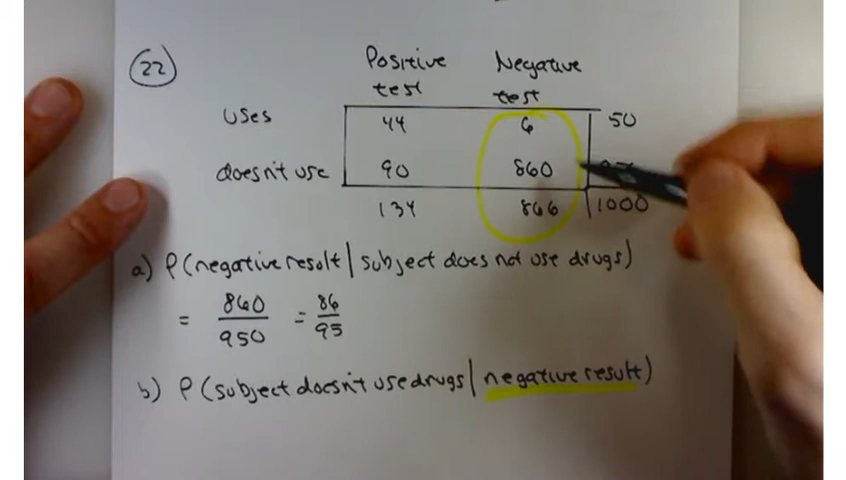 22
Positive Negative
test test
uses 44 6 50
doesn't use 90 860
134 866 1000
a) P(negative result | subject does not use drugs)
= 860/950 = 86/95
b) P(subject doesn't use drugs | negative result)